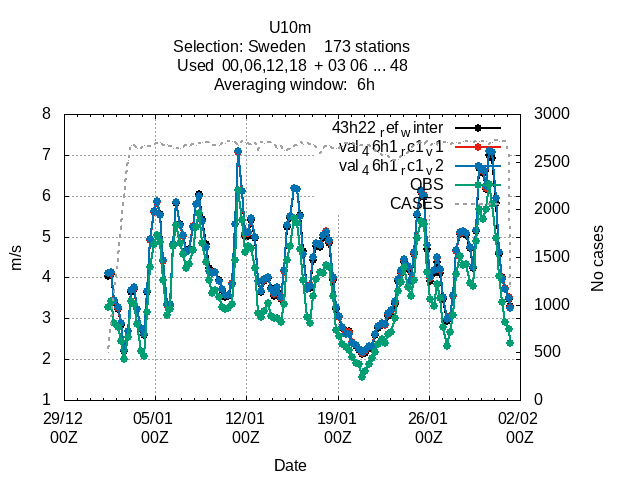 U10m
Selection: Sweden    173 stations
Used  00,06,12,18  + 03 06 ... 48
Averaging window:  6h
43h22_ref_winter
val_46h1_rc1_v1
val_46h1_rc1_v2
OBS
CASES
8
7
6
5
4
3
2
1
m/s
3000
2500
2000
1500
1000
500
0
No cases
29/12 00Z
05/01 00Z
12/01 00Z
19/01 00Z
26/01 00Z
02/02 00Z
Date